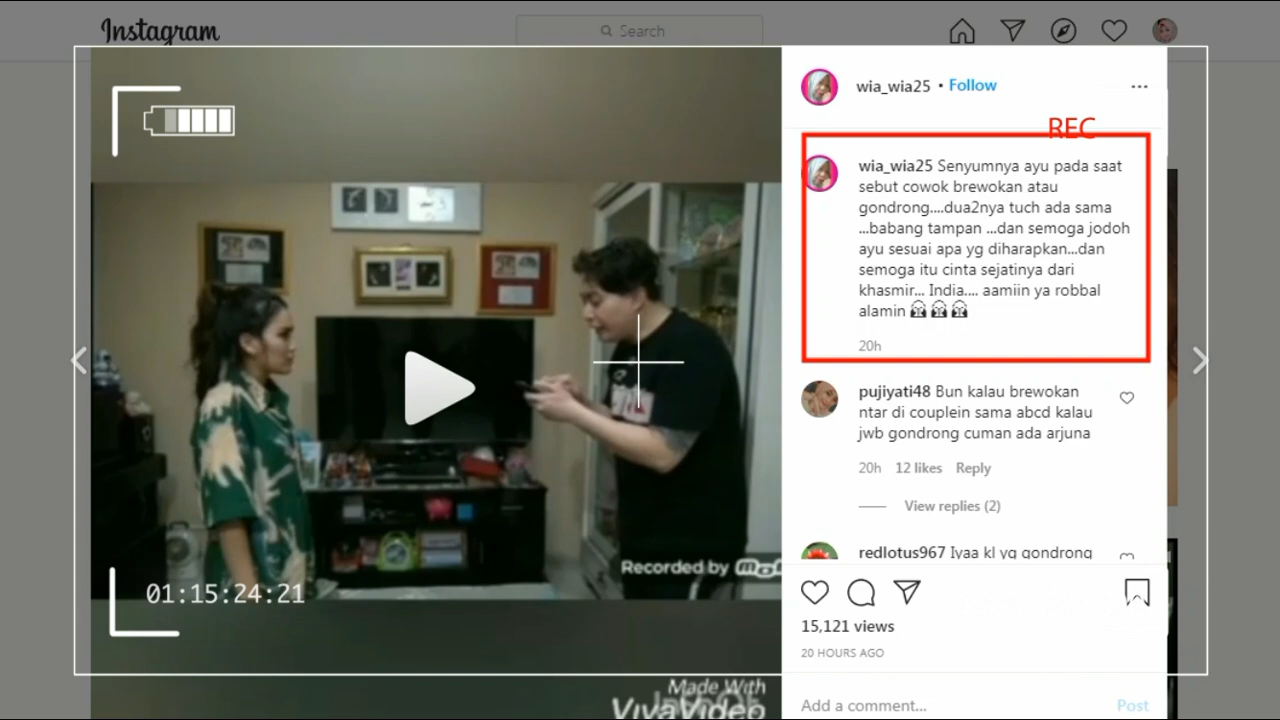 Instagram
Search
wia_wia25 • Follow
REC
wia_wia25 Senyumnya ayu pada saat
sebut cowok brewokan atau
gondrong....dua2nya tuch ada sama
...babang tampan ...dan semoga jodoh
ayu sesuai apa yg diharapkan...dan
semoga itu cinta sejatinya dari
khasmir... India.... aamiin ya robbal
alamin
20h
pujiyati48 Bun kalau brewokan
ntar di couplein sama abcd kalau
jwb gondrong cuman ada arjuna
20h 12 likes Reply
View replies (2)
redlotus967 Iyaa kl yg gondrong
15,121 views
20 HOURS AGO
Add a comment... Post
01:15:24:21
Recorded by
Made With
VivaVideo